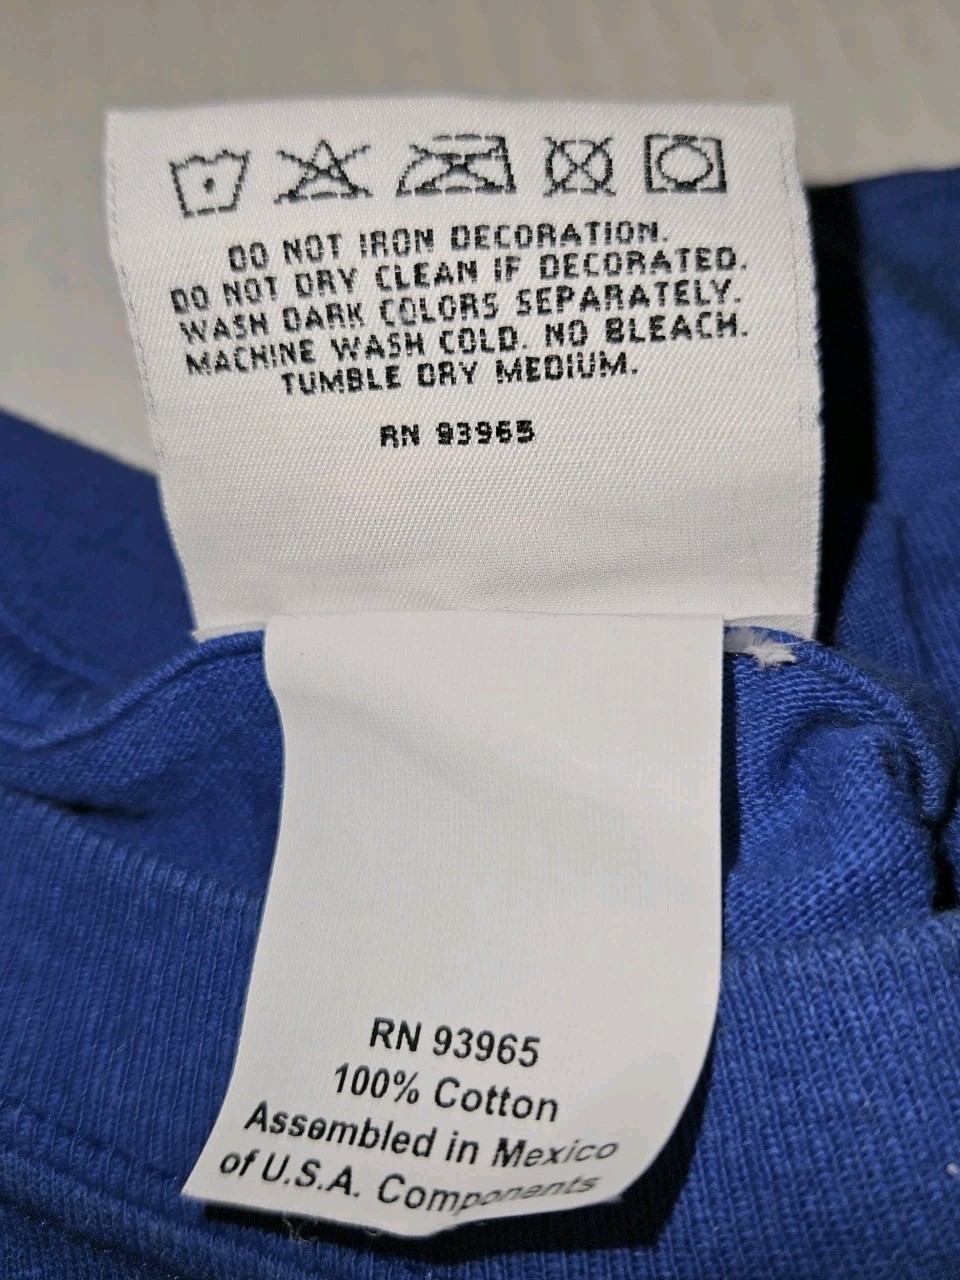 DO NOT IRON DECORATION.
DO NOT DRY CLEAN IF DECORATED.
WASH DARK COLORS SEPARATELY.
MACHINE WASH COLD. NO BLEACH.
TUMBLE DRY MEDIUM.
RN 93965
RN 93965
100% Cotton
Assembled in Mexico
of U.S.A. Components